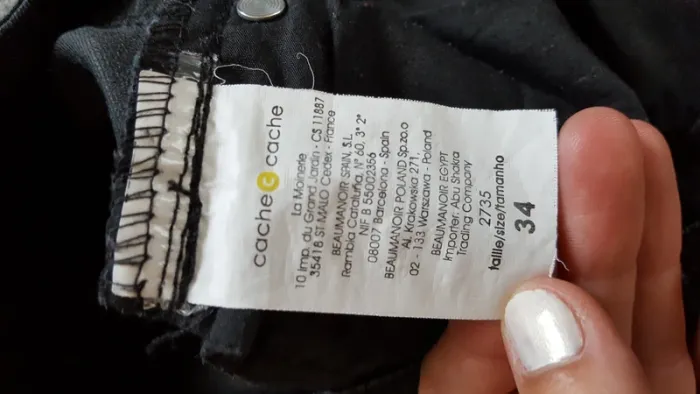 cache c cache
La Moinerie
10 Imp. du Grand Jardin - CS 11887
35418 ST-MALO Cedex - France
BEAUMANOIR SPAIN, S.L
Rambla Cataluña, Nº 60, 3º 2ª
NIF B 55002356
08007 Barcelona - Spain
BEAUMANOIR POLAND Sp.zo.o
Al. Krakowska 271,
02 - 133 Warszawa - Poland
BEAUMANOIR EGYPT
Importer: Abu Shakra
Trading Company
2735
taille/size/tamanho
34